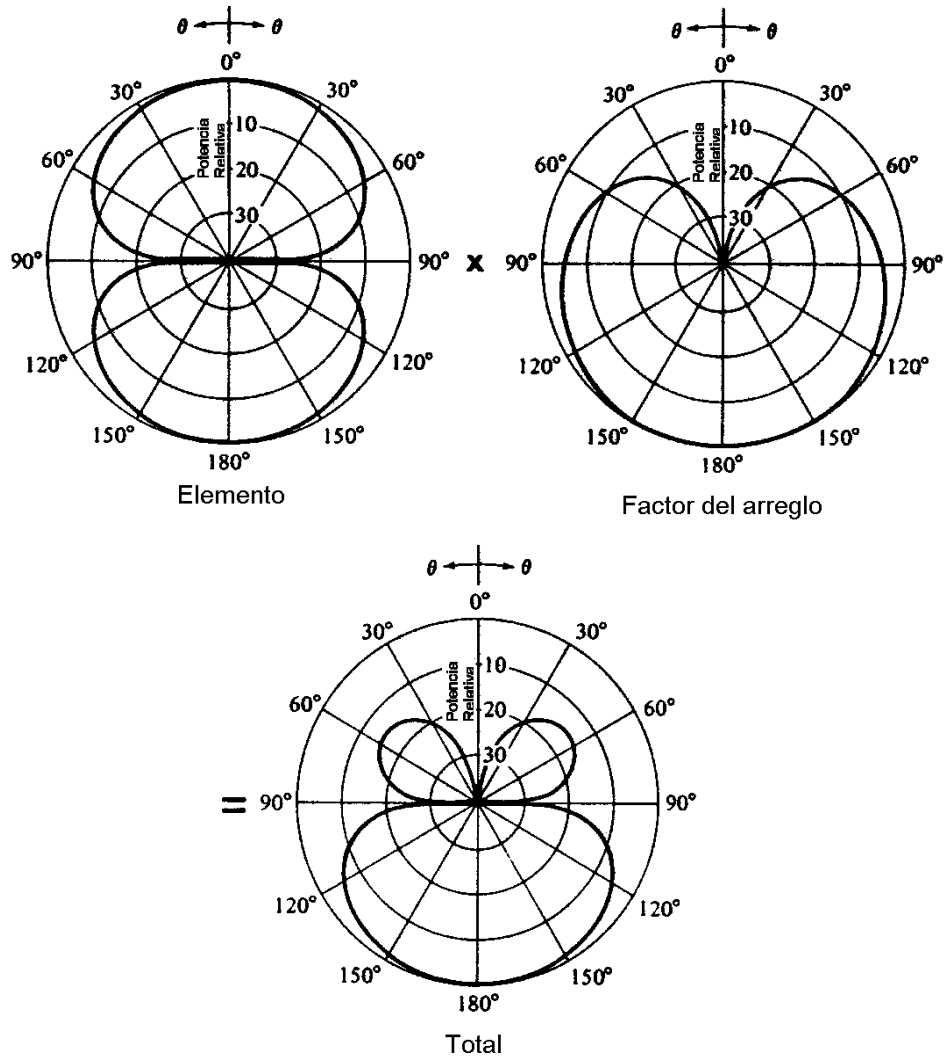 θ θ
0°
30° 30°
60° 60°
90° 90°
120° 120°
150° 150°
180°
Potencia
Relativa
10
20
30
Elemento
x
θ θ
0°
30° 30°
60° 60°
90° 90°
120° 120°
150° 150°
180°
Potencia
Relativa
10
20
30
Factor del arreglo
=
θ θ
0°
30° 30°
60° 60°
90° 90°
120° 120°
150° 150°
180°
Potencia
Relativa
10
20
30
Total